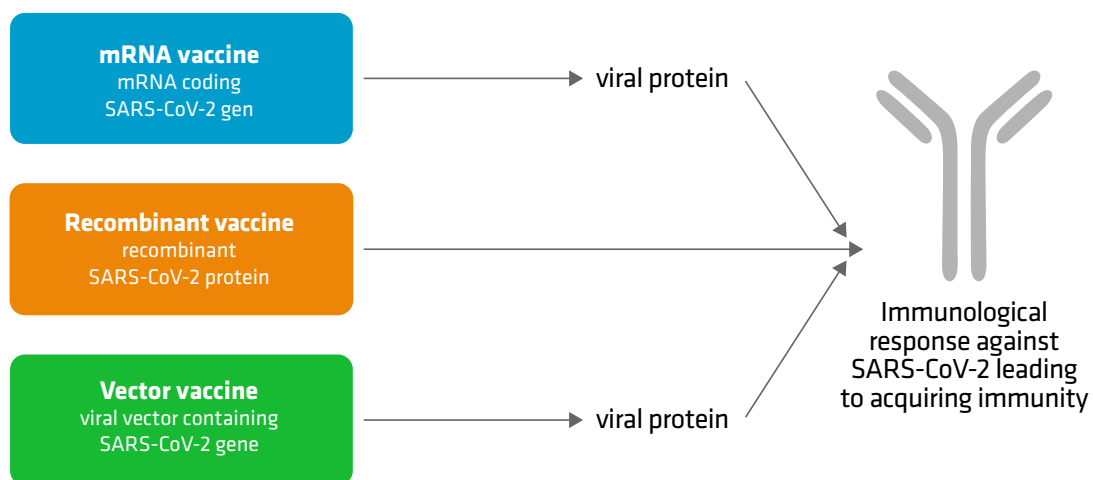 mRNA vaccine
mRNA coding
SARS-CoV-2 gen
viral protein
Recombinant vaccine
recombinant
SARS-CoV-2 protein
Vector vaccine
viral vector containing
SARS-CoV-2 gene
viral protein
Immunological
response against
SARS-CoV-2 leading
to acquiring immunity